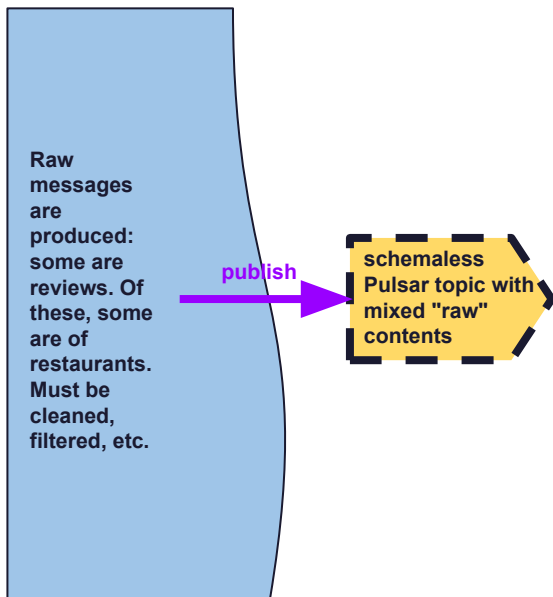 Raw
messages
are
produced:
some are
reviews. Of
these, some
are of
restaurants.
Must be
cleaned,
filtered, etc.
publish
schemaless
Pulsar topic with
mixed "raw"
contents